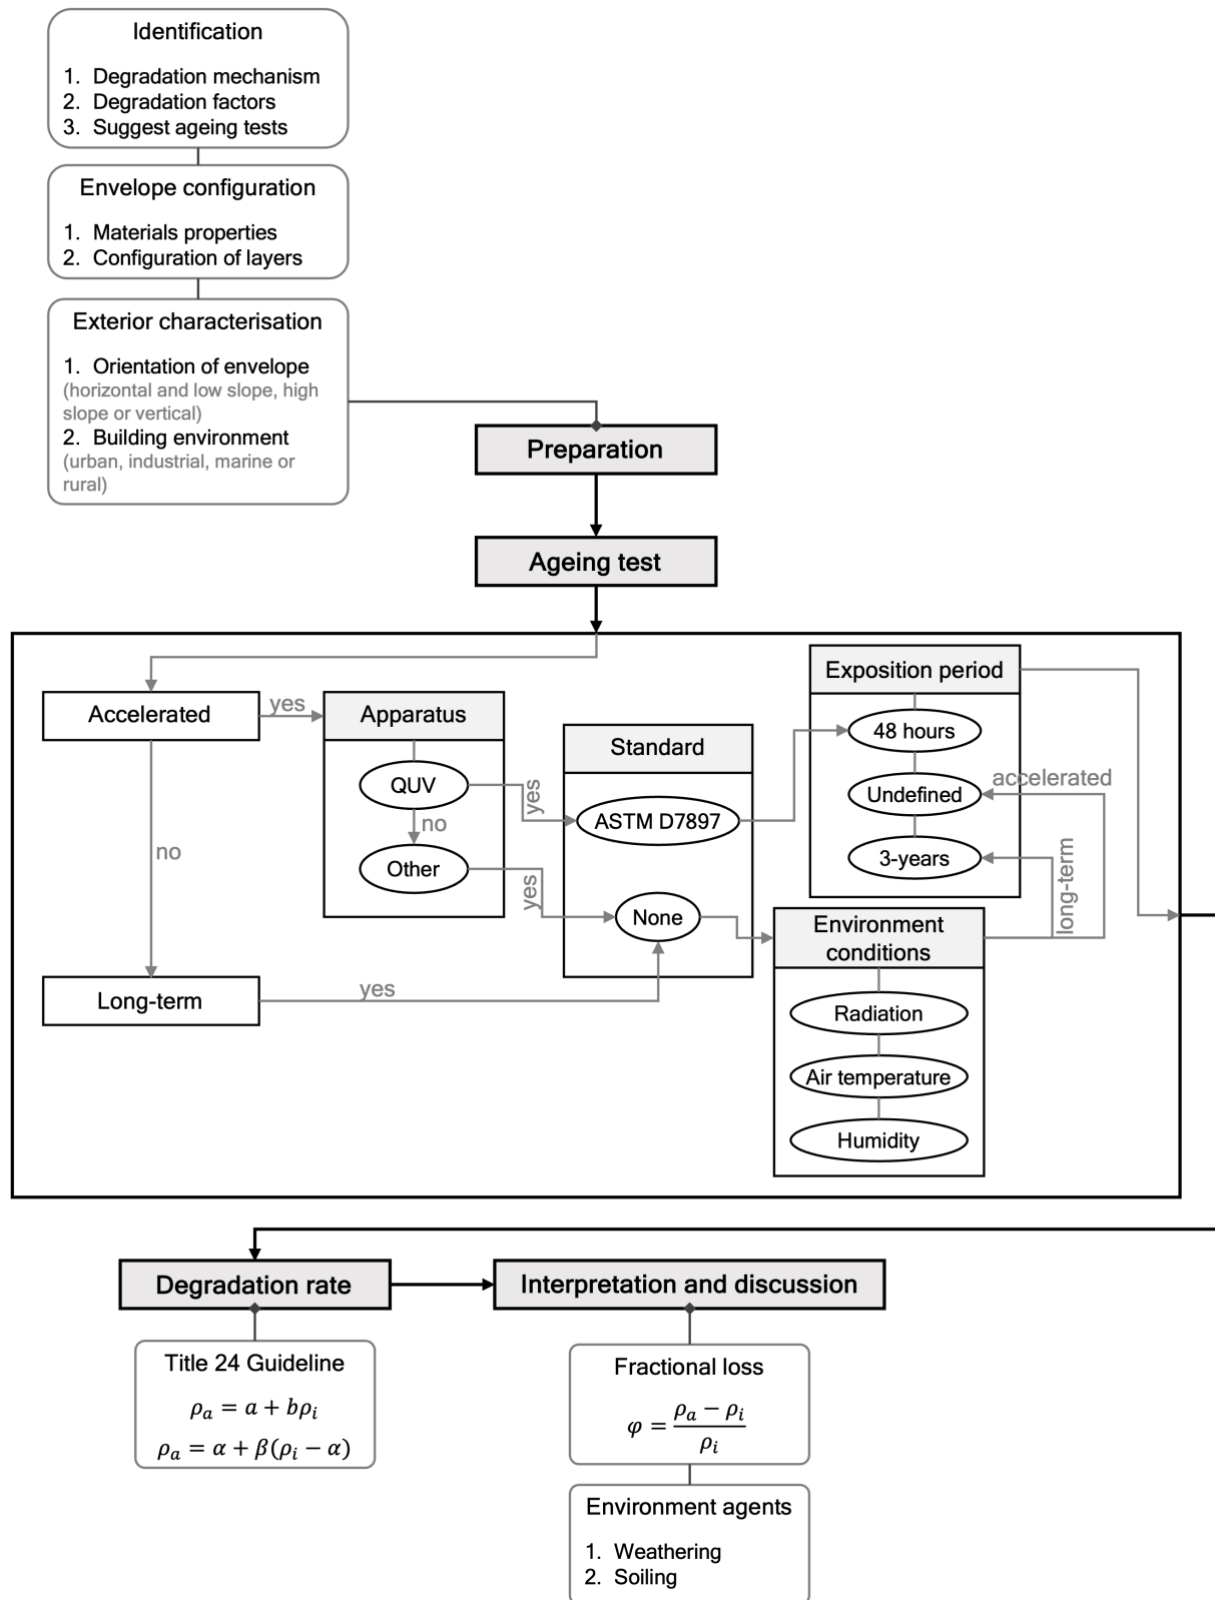 Identification
1. Degradation mechanism
2. Degradation factors
3. Suggest ageing tests
Envelope configuration
1. Materials properties
2. Configuration of layers
Exterior characterisation
1. Orientation of envelope
(horizontal and low slope, high
slope or vertical)
2. Building environment
(urban, industrial, marine or
rural)
Preparation
Ageing test
Accelerated
yes
no
Long-term
yes
Apparatus
QUV
yes
no
Other
yes
Standard
ASTM D7897
None
Exposition period
48 hours
Undefined
accelerated
3-years
long-term
Environment
conditions
Radiation
Air temperature
Humidity
Degradation rate
Title 24 Guideline
ρₐ = a + bρᵢ
ρₐ = α + β(ρᵢ − α)
Interpretation and discussion
Fractional loss
φ = (ρₐ − ρᵢ) / ρᵢ
Environment agents
1. Weathering
2. Soiling